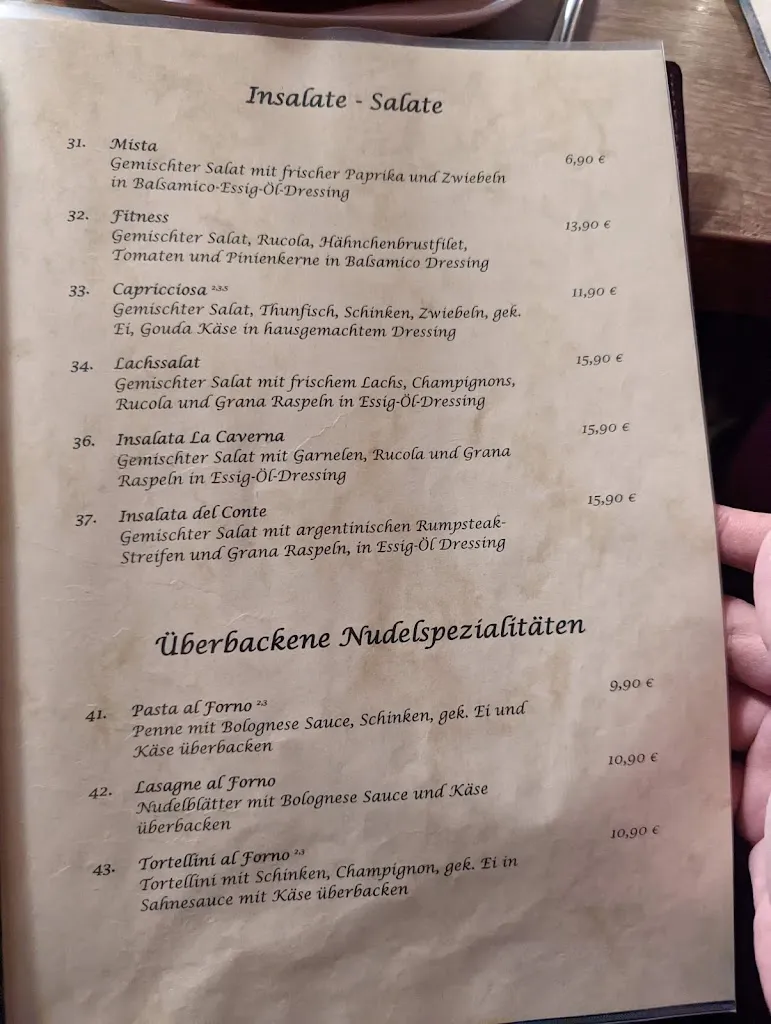 Insalate - Salate
31. Mista 6,90 €
Gemischter Salat mit frischer Paprika und Zwiebeln
in Balsamico-Essig-Öl-Dressing
32. Fitness 13,90 €
Gemischter Salat, Rucola, Hähnchenbrustfilet,
Tomaten und Pinienkerne in Balsamico Dressing
33. Capricciosa 2,3,5 11,90 €
Gemischter Salat, Thunfisch, Schinken, Zwiebeln, gek.
Ei, Gouda Käse in hausgemachtem Dressing
34. Lachssalat 15,90 €
Gemischter Salat mit frischem Lachs, Champignons,
Rucola und Grana Raspeln in Essig-Öl-Dressing
36. Insalata La Caverna 15,90 €
Gemischter Salat mit Garnelen, Rucola und Grana
Raspeln in Essig-Öl-Dressing
37. Insalata del Conte 15,90 €
Gemischter Salat mit argentinischen Rumpsteak-
Streifen und Grana Raspeln, in Essig-Öl Dressing
Überbackene Nudelspezialitäten
41. Pasta al Forno 2,3 9,90 €
Penne mit Bolognese Sauce, Schinken, gek. Ei und
Käse überbacken
42. Lasagne al Forno 10,90 €
Nudelblätter mit Bolognese Sauce und Käse
überbacken
43. Tortellini al Forno 2,3 10,90 €
Tortellini mit Schinken, Champignon, gek. Ei in
Sahnesauce mit Käse überbacken